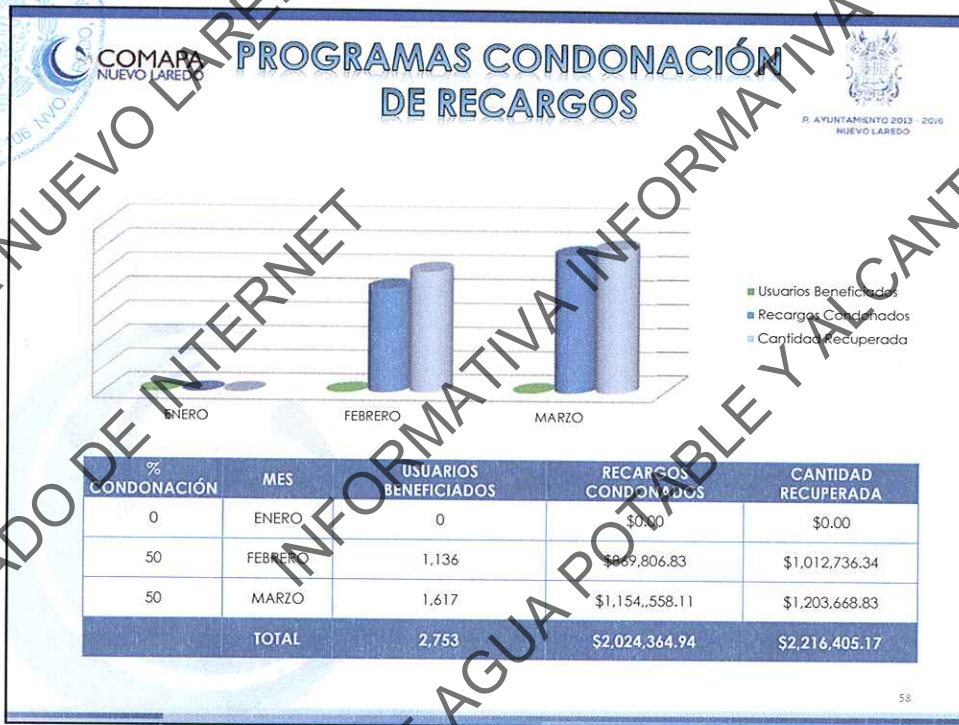 COMAPA
NUEVO LAREDO
PROGRAMAS CONDONACIÓN
DE RECARGOS
R. AYUNTAMIENTO 2013 - 2016
NUEVO LAREDO
Usuarios Beneficiados
Recargos Condonados
Cantidad Recuperada
ENERO FEBRERO MARZO
% CONDONACIÓN MES USUARIOS BENEFICIADOS RECARGOS CONDONADOS CANTIDAD RECUPERADA
0 ENERO 0 $0.00 $0.00
50 FEBRERO 1,136 $869,806.83 $1,012,736.34
50 MARZO 1,617 $1,154,,558.11 $1,203,668.83
TOTAL 2,753 $2,024,364.94 $2,216,405.17
58
NUEVO LARE
ADO DE INTERNET
INFORMATIVA INFORMATIVA
AGUA POTABLE Y ALCANT